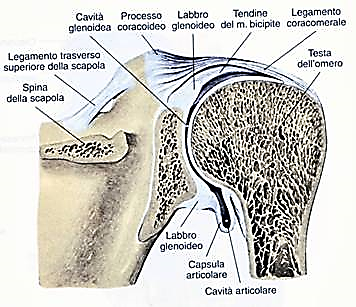 Cavità
glenoidea
Processo
coracoideo
Labbro
glenoideo
Tendine
del m. bicipite
Legamento
coracomerale
Legamento trasverso
superiore della scapola
Testa
dell'omero
Spina
della scapola
Labbro
glenoideo
Capsula
articolare
Cavità articolare